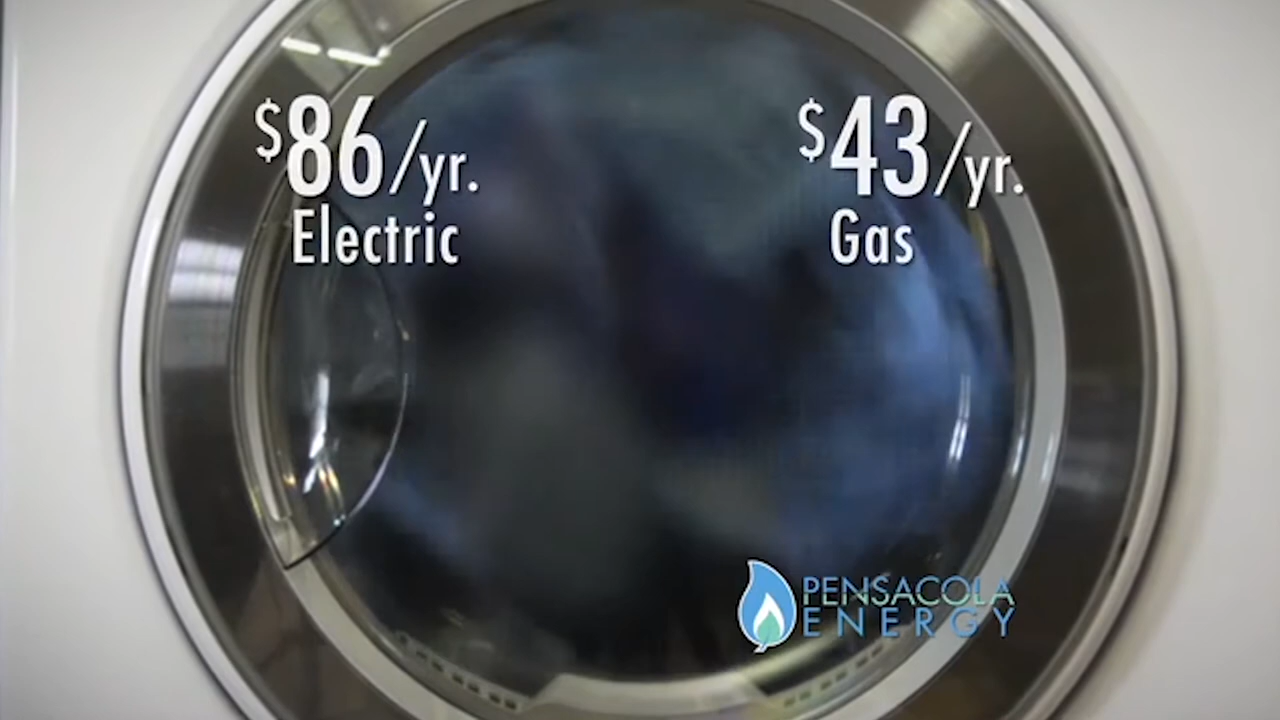 $86/yr.
Electric
$43/yr.
Gas
PENSACOLA
ENERGY